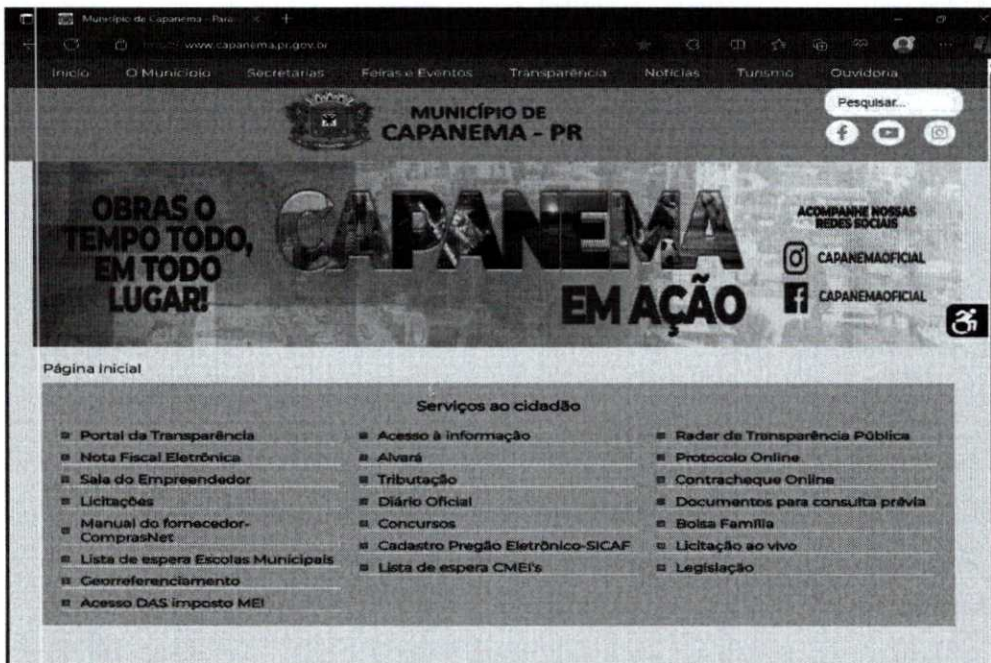 Município de Capanema - Para
www.capanema.pr.gov.br
Início O Município Secretarias Feiras e Eventos Transparência Notícias Turismo Ouvidoria
MUNICÍPIO DE
CAPANEMA - PR
Pesquisar...
OBRAS O
TEMPO TODO,
EM TODO
LUGAR!
CAPANEMA
EM AÇÃO
ACOMPANHE NOSSAS
REDES SOCIAIS
CAPANEMAOFICIAL
CAPANEMAOFICIAL
Página Inicial
Serviços ao cidadão
Portal da Transparência
Nota Fiscal Eletrônica
Sala do Empreendedor
Licitações
Manual do fornecedor-
ComprasNet
Lista de espera Escolas Municipais
Georreferenciamento
Acesso DAS imposto MEI
Acesso à informação
Alvará
Tributação
Diário Oficial
Concursos
Cadastro Pregão Eletrônico-SICAF
Lista de espera CMEI's
Radar da Transparência Pública
Protocolo Online
Contracheque Online
Documentos para consulta prévia
Bolsa Família
Licitação ao vivo
Legislação